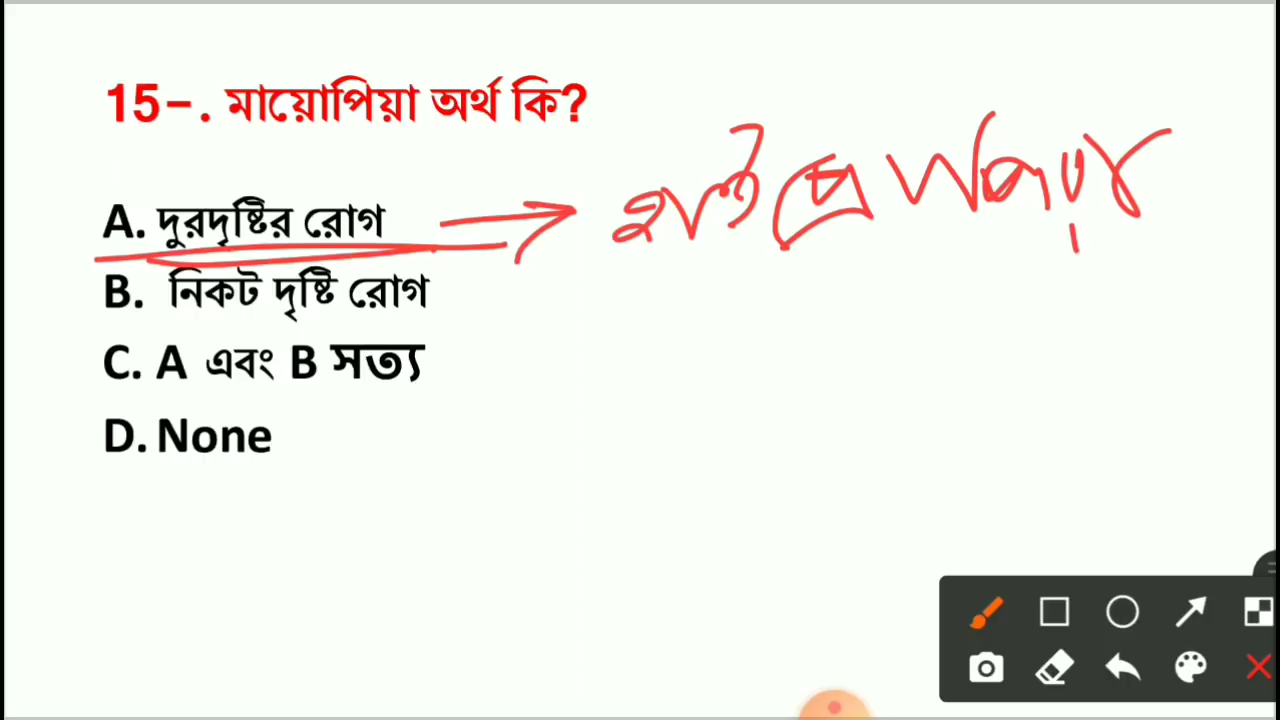 15-. মায়োপিয়া অর্থ কি?
A. দুরদৃষ্টির রোগ
B. নিকট দৃষ্টি রোগ
C. A এবং B সত্য
D. None